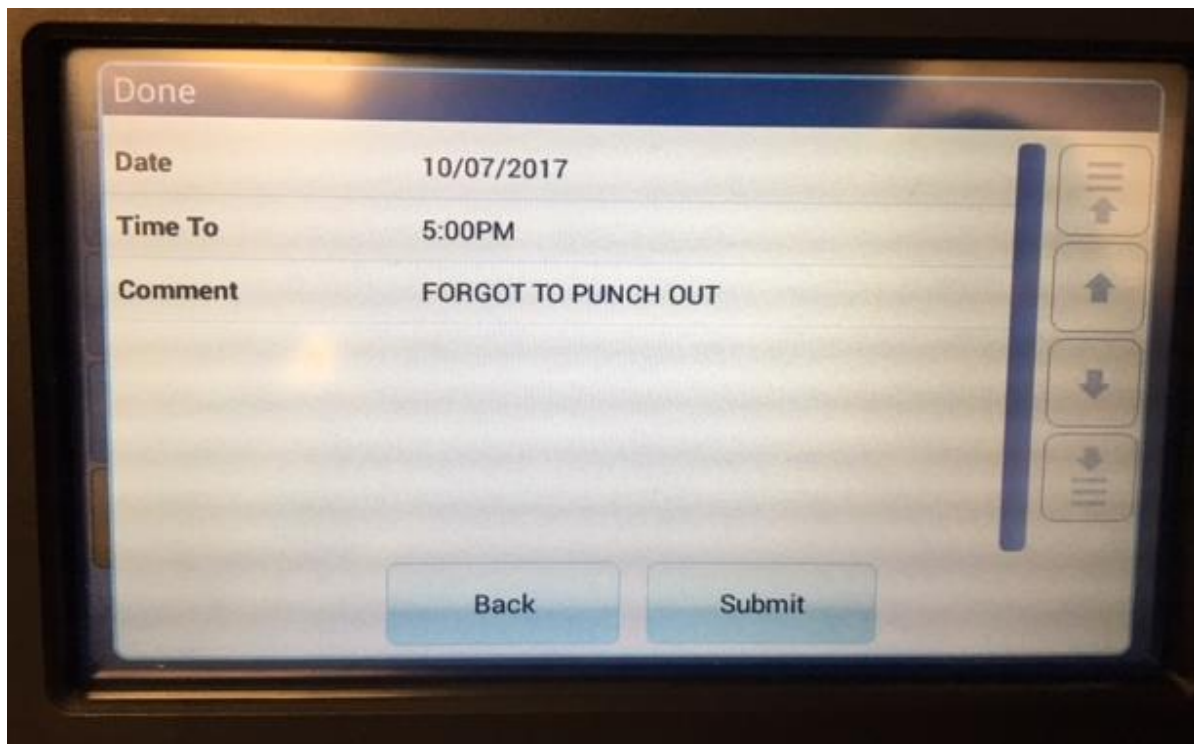 Done
Date 10/07/2017
Time To 5:00PM
Comment FORGOT TO PUNCH OUT
Back Submit